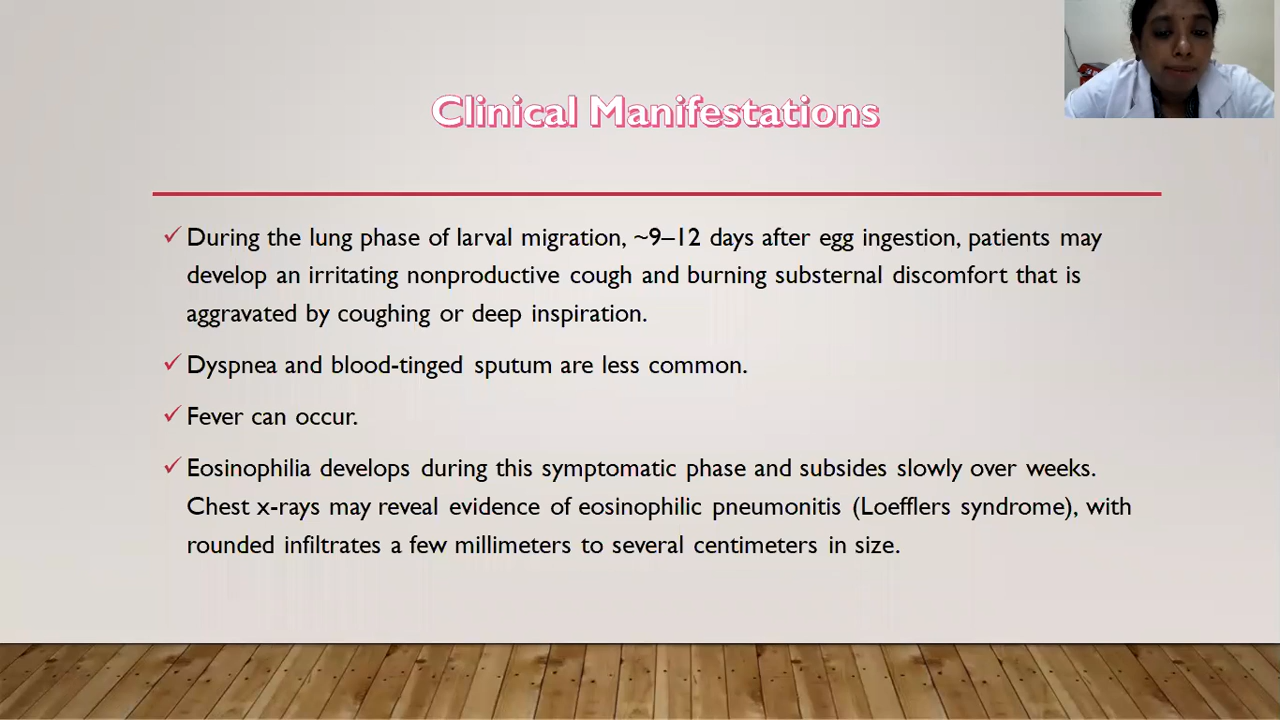 Clinical Manifestations
During the lung phase of larval migration, ~9–12 days after egg ingestion, patients may
develop an irritating nonproductive cough and burning substernal discomfort that is
aggravated by coughing or deep inspiration.
Dyspnea and blood-tinged sputum are less common.
Fever can occur.
Eosinophilia develops during this symptomatic phase and subsides slowly over weeks.
Chest x-rays may reveal evidence of eosinophilic pneumonitis (Loefflers syndrome), with
rounded infiltrates a few millimeters to several centimeters in size.